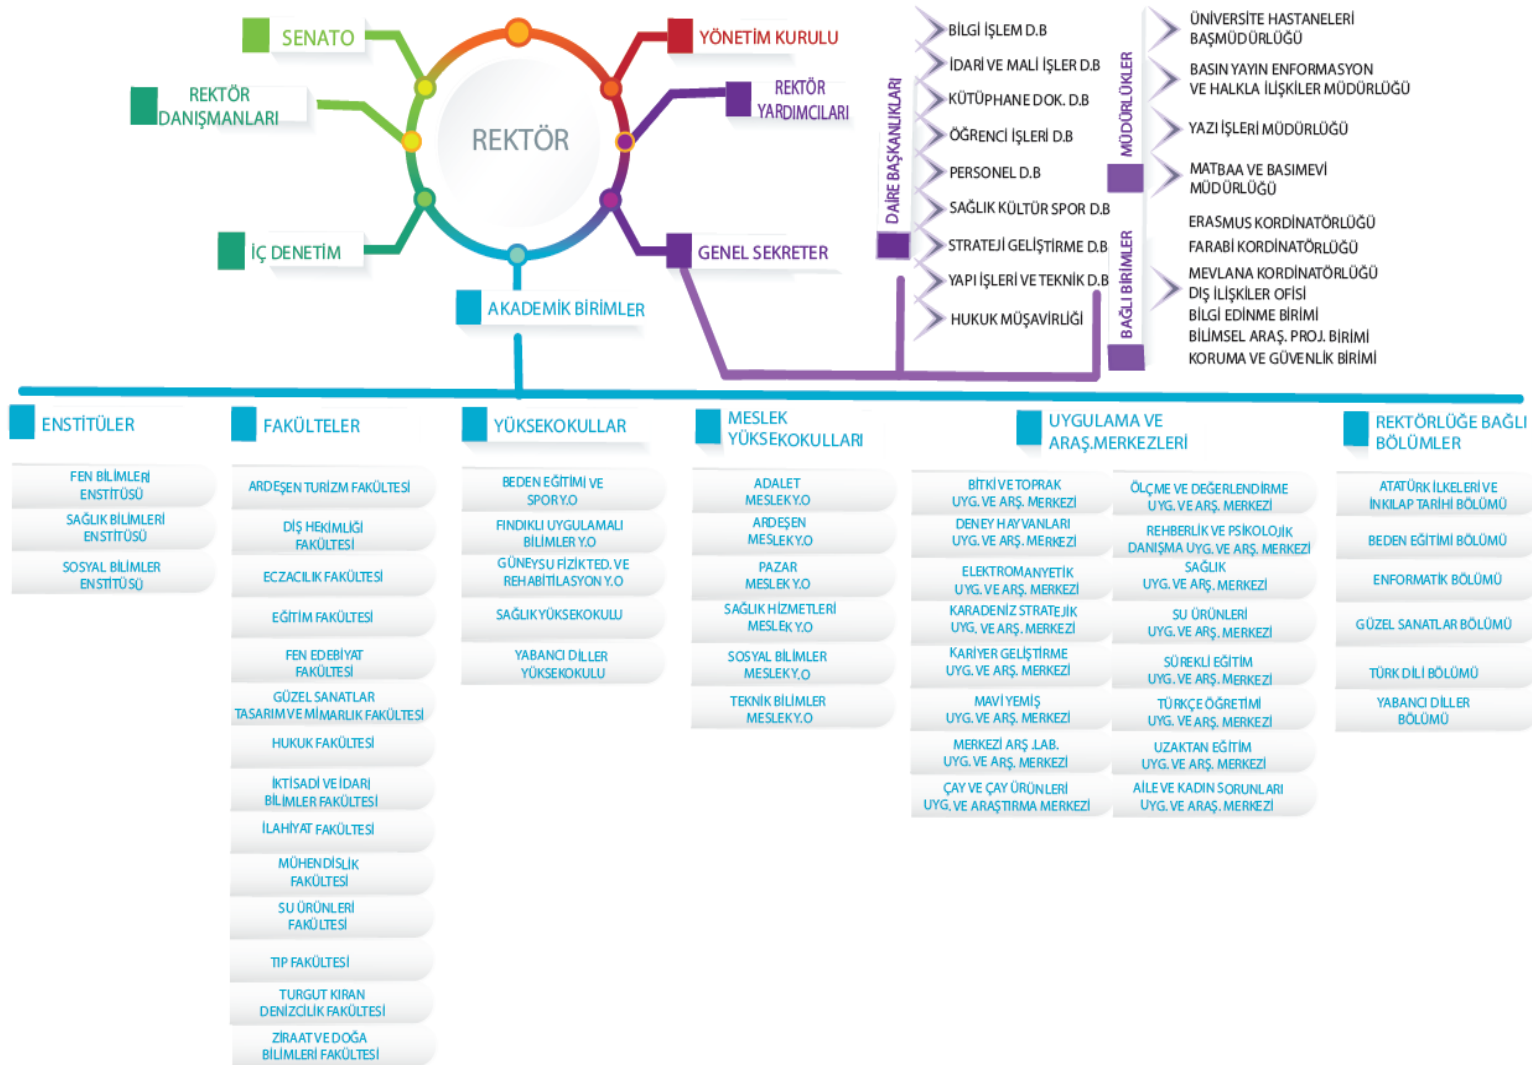 SENATO
REKTÖR
DANIŞMANLARI
İÇ DENETİM
REKTÖR
YÖNETİM KURULU
REKTÖR
YARDIMCILARI
GENEL SEKRETER
AKADEMİK BİRİMLER
DAİRE BAŞKANLIKLARI
BİLGİ İŞLEM D.B
İDARİ VE MALİ İŞLER D.B
KÜTÜPHANE DOK. D.B
ÖĞRENCİ İŞLERİ D.B
PERSONEL D.B
SAĞLIK KÜLTÜR SPOR D.B
STRATEJİ GELİŞTİRME D.B
YAPI İŞLERİ VE TEKNİK D.B
HUKUK MÜŞAVİRLİĞİ
MÜDÜRLÜKLER
ÜNİVERSİTE HASTANELERİ
BAŞMÜDÜRLÜĞÜ
BASIN YAYIN ENFORMASYON
VE HALKLA İLİŞKİLER MÜDÜRLÜĞÜ
YAZI İŞLERİ MÜDÜRLÜĞÜ
MATBAA VE BASIMEVİ
MÜDÜRLÜĞÜ
BAĞLI BİRİMLER
ERASMUS KORDİNATÖRLÜĞÜ
FARABİ KORDİNATÖRLÜĞÜ
MEVLANA KORDİNATÖRLÜĞÜ
DIŞ İLİŞKİLER OFİSİ
BİLGİ EDİNME BİRİMİ
BİLİMSEL ARAŞ. PROJ. BİRİMİ
KORUMA VE GÜVENLİK BİRİMİ
ENSTİTÜLER
FEN BİLİMLERİ
ENSTİTÜSÜ
SAĞLIK BİLİMLERİ
ENSTİTÜSÜ
SOSYAL BİLİMLER
ENSTİTÜSÜ
FAKÜLTELER
ARDEŞEN TURİZM FAKÜLTESİ
DİŞ HEKİMLİĞİ
FAKÜLTESİ
ECZACILIK FAKÜLTESİ
EĞİTİM FAKÜLTESİ
FEN EDEBİYAT
FAKÜLTESİ
GÜZEL SANATLAR
TASARIM VE MİMARLIK FAKÜLTESİ
HUKUK FAKÜLTESİ
İKTİSADİ VE İDARİ
BİLİMLER FAKÜLTESİ
İLAHİYAT FAKÜLTESİ
MÜHENDİSLİK
FAKÜLTESİ
SU ÜRÜNLERİ
FAKÜLTESİ
TIP FAKÜLTESİ
TURGUT KIRAN
DENİZCİLİK FAKÜLTESİ
ZİRAAT VE DOĞA
BİLİMLERİ FAKÜLTESİ
YÜKSEKOKULLAR
BEDEN EĞİTİMİ VE
SPOR Y.O
FINDIKLI UYGULAMALI
BİLİMLER Y.O
GÜNEYSU FİZİKTED. VE
REHABİLİTASYON Y.O
SAĞLIK YÜKSEKOKULU
YABANCI DİLLER
YÜKSEKOKULU
MESLEK
YÜKSEKOKULLARI
ADALET
MESLEK Y.O
ARDEŞEN
MESLEK Y.O
PAZAR
MESLEK Y.O
SAĞLIK HİZMETLERİ
MESLEK Y.O
SOSYAL BİLİMLER
MESLEK Y.O
TEKNİK BİLİMLER
MESLEK Y.O
UYGULAMA VE
ARAŞ.MERKEZLERİ
BİTKİ VE TOPRAK
UYG. VE ARŞ. MERKEZİ
DENEY HAYVANLARI
UYG. VE ARŞ. MERKEZİ
ELEKTROMANYETİK
UYG. VE ARŞ. MERKEZİ
KARADENİZ STRATEJİK
UYG. VE ARŞ. MERKEZİ
KARİYER GELİŞTİRME
UYG. VE ARŞ. MERKEZİ
MAVİ YEMİŞ
UYG. VE ARŞ. MERKEZİ
MERKEZİ ARŞ .LAB.
UYG. VE ARŞ. MERKEZİ
ÇAY VE ÇAY ÜRÜNLERİ
UYG. VE ARAŞTIRMA MERKEZİ
ÖLÇME VE DEĞERLENDİRME
UYG. VE ARŞ. MERKEZİ
REHBERLİK VE PSİKOLOJİK
DANIŞMA UYG. VE ARŞ. MERKEZİ
SAĞLIK
UYG. VE ARŞ. MERKEZİ
SU ÜRÜNLERİ
UYG. VE ARŞ. MERKEZİ
SÜREKLİ EĞİTİM
UYG. VE ARŞ. MERKEZİ
TÜRKÇE ÖĞRETİMİ
UYG. VE ARŞ. MERKEZİ
UZAKTAN EĞİTİM
UYG. VE ARŞ. MERKEZİ
AİLE VE KADIN SORUNLARI
UYG. VE ARAŞ. MERKEZİ
REKTÖRLÜĞE BAĞLI
BÖLÜMLER
ATATÜRK İLKELERİ VE
İNKILAP TARİHİ BÖLÜMÜ
BEDEN EĞİTİMİ BÖLÜMÜ
ENFORMATİK BÖLÜMÜ
GÜZEL SANATLAR BÖLÜMÜ
TÜRK DİLİ BÖLÜMÜ
YABANCI DİLLER
BÖLÜMÜ